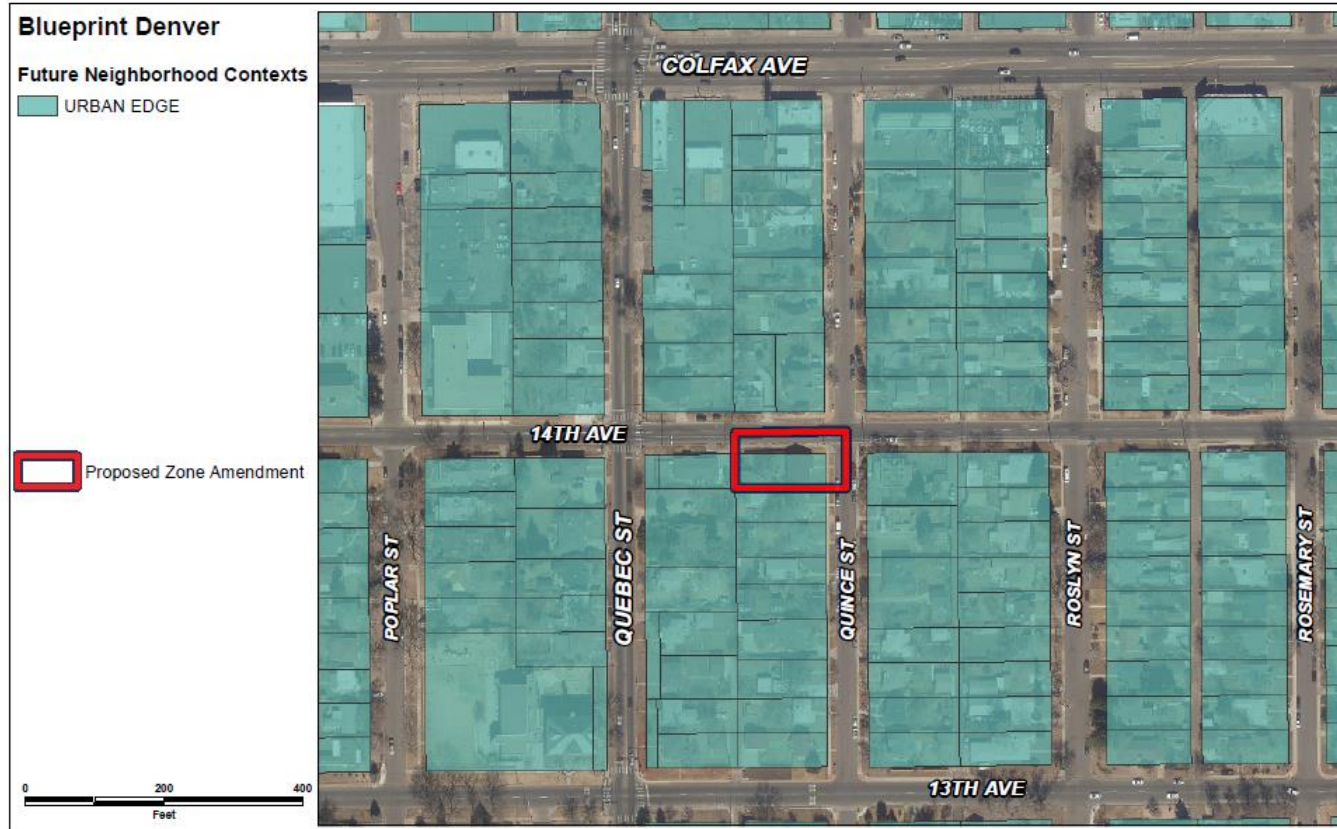 Blueprint Denver
Future Neighborhood Contexts
URBAN EDGE
Proposed Zone Amendment
0 200 400
Feet
COLFAX AVE
14TH AVE
POPLAR ST
QUEBEC ST
QUINCE ST
ROSLYN ST
ROSEMARY ST
13TH AVE